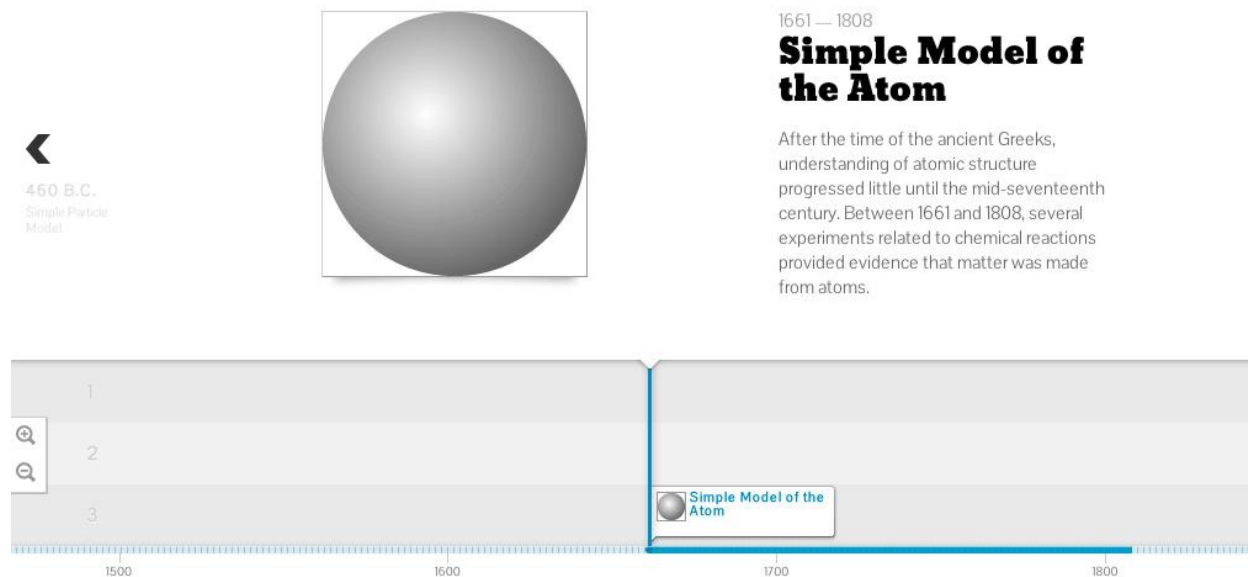 1661 — 1808
Simple Model of
the Atom
After the time of the ancient Greeks,
understanding of atomic structure
progressed little until the mid-seventeenth
century. Between 1661 and 1808, several
experiments related to chemical reactions
provided evidence that matter was made
from atoms.
460 B.C.
Simple Particle
Model
1
2
3
Simple Model of the
Atom
1500
1600
1700
1800